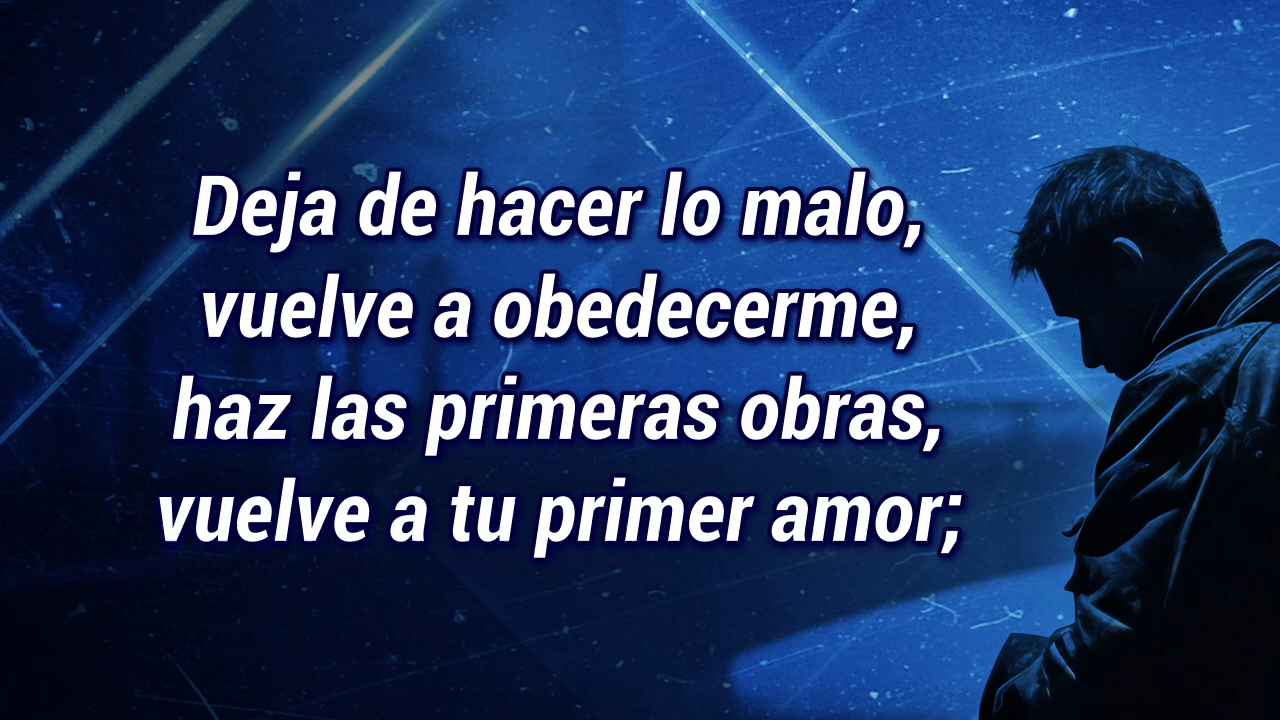 Deja de hacer lo malo,
vuelve a obedecerme,
haz las primeras obras,
vuelve a tu primer amor;